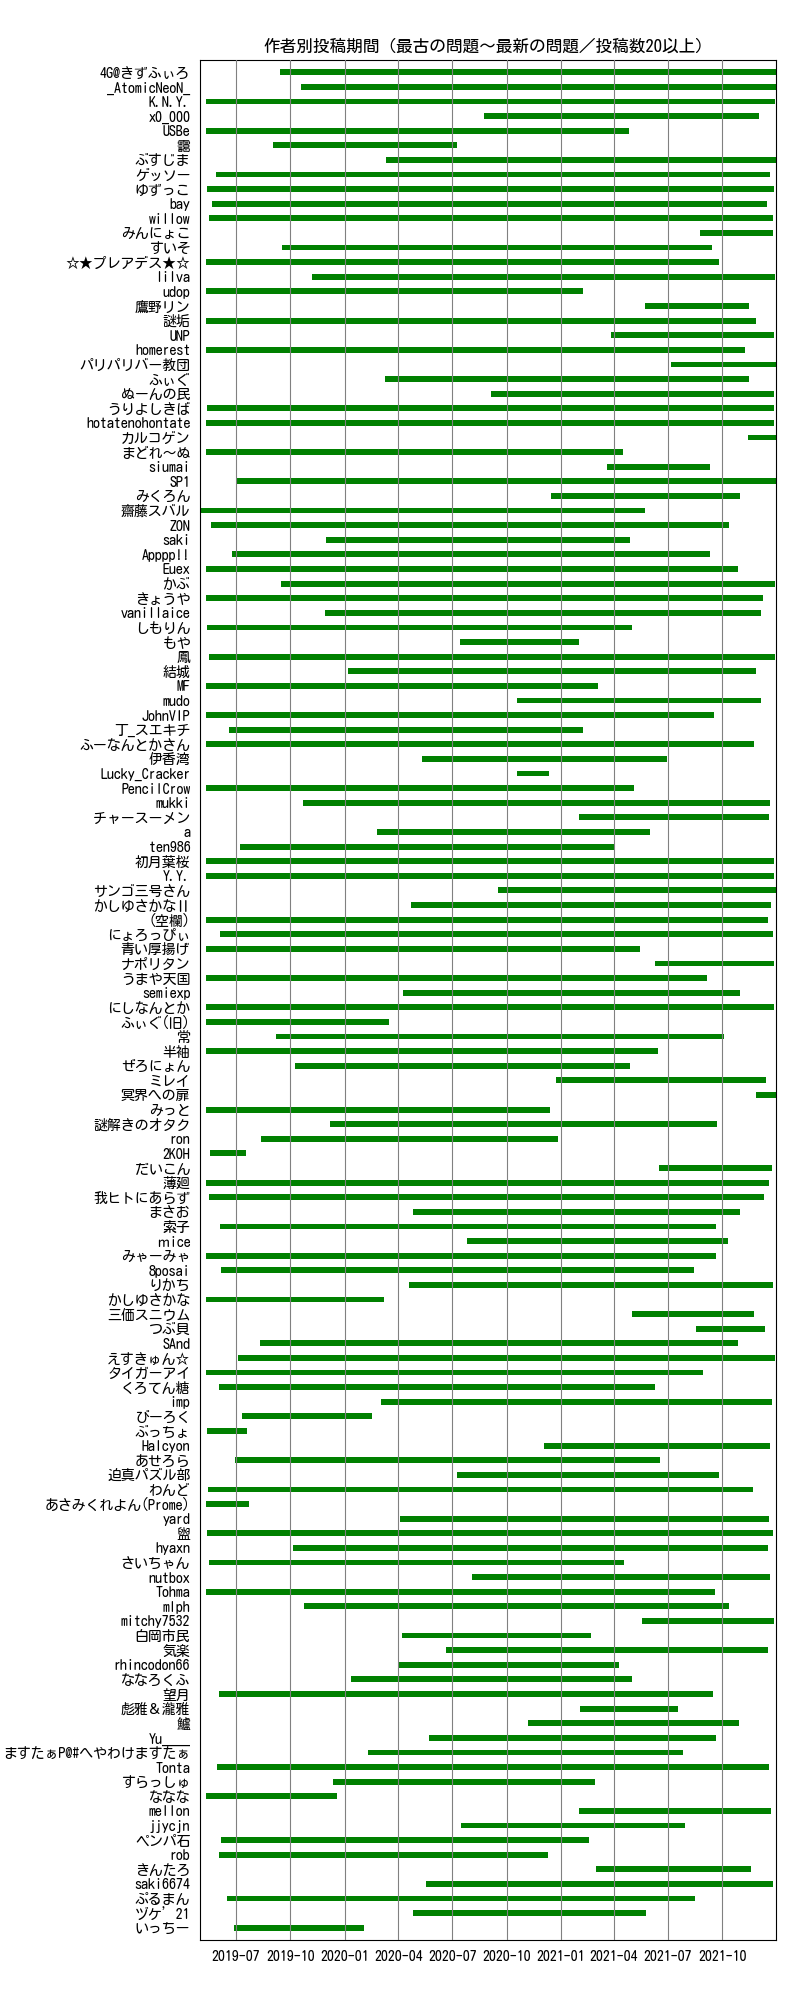 作者別投稿期間（最古の問題～最新の問題／投稿数20以上）
4G@きずふぃろ
_AtomicNeoN_
K.N.Y.
xO_OOO
USBe
靐
ぶすじま
ゲッソー
ゆずっこ
bay
willow
みんにょこ
すいそ
☆★プレアデス★☆
lilva
udop
鷹野リン
謎垢
UNP
homerest
パリパリバー教団
ふぃぐ
ぬーんの民
うりよしきば
hotatenohontate
カルコゲン
まどれ～ぬ
siumai
SP1
みくろん
齋藤スバル
ZON
saki
Appppll
Euex
かぶ
きょうや
vanillaice
しもりん
もや
鳳
結城
MF
mudo
JohnVIP
丁_スエキチ
ふーなんとかさん
伊香湾
Lucky_Cracker
PencilCrow
mukki
チャースーメン
a
ten986
初月葉桜
Y.Y.
サンゴ三号さん
かしゆさかなⅡ
(空欄)
にょろっぴぃ
青い厚揚げ
ナポリタン
うまや天国
semiexp
にしなんとか
ふぃぐ(旧)
常
半袖
ぜろにょん
ミレイ
冥界への扉
みっと
謎解きのオタク
ron
2KOH
だいこん
薄廻
我ヒトにあらず
まさお
索子
mice
みゃーみゃ
8posai
りかち
かしゆさかな
三価スニウム
つぶ貝
SAnd
えすきゅん☆
タイガーアイ
くろてん糖
imp
びーろく
ぶっちょ
Halcyon
あせろら
迫真パズル部
わんど
あさみくれよん(Prome)
yard
盥
hyaxn
さいちゃん
nutbox
Tohma
mlph
mitchy7532
白岡市民
気楽
rhincodon66
ななろくふ
望月
彪雅＆瀧雅
鱸
Yu____
ますたぁP@#へやわけますたぁ
Tonta
すらっしゅ
ななな
mellon
jjycjn
ペンパ石
rob
きんたろ
saki6674
ぷるまん
ヅケ’21
いっちー
2019-07 2019-10 2020-01 2020-04 2020-07 2020-10 2021-01 2021-04 2021-07 2021-10